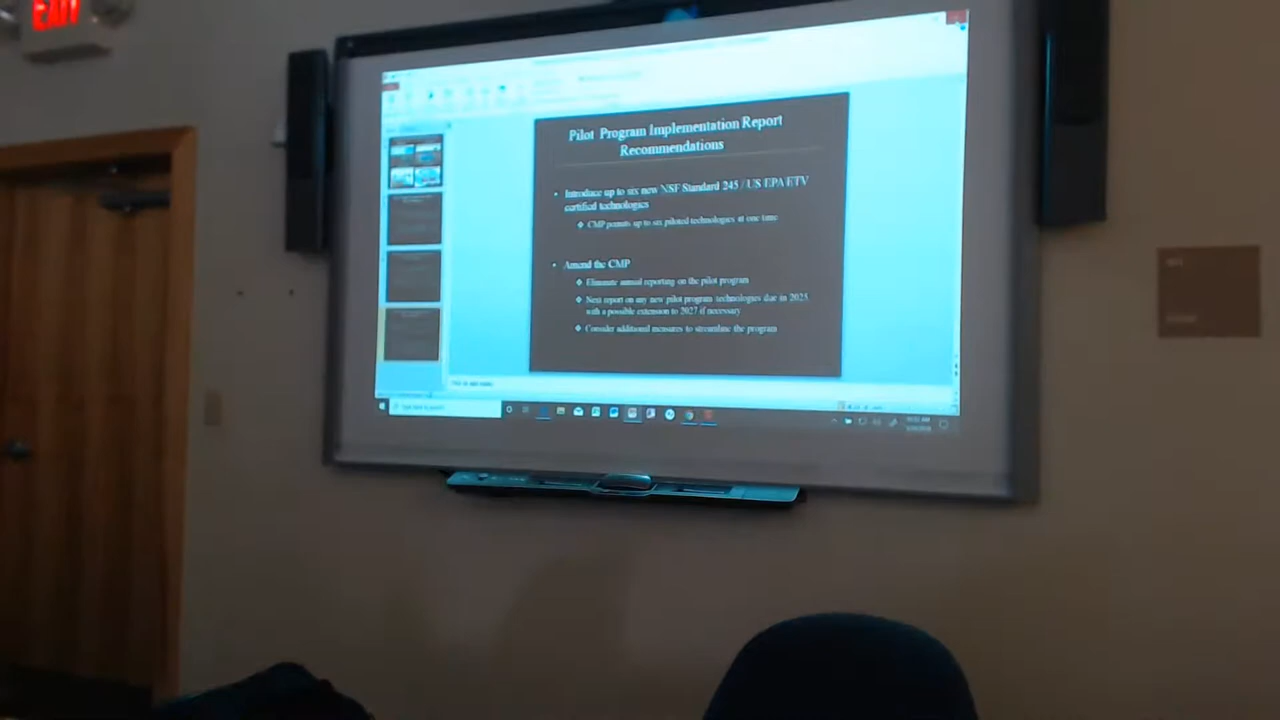 EXIT
Pilot Program Implementation Report
Recommendations
• Introduce up to six new NSF Standard 245 / US EPA ETV
certified technologies
❖ CMP permits up to six piloted technologies at one time
• Amend the CMP
❖ Eliminate annual reporting on the pilot program
❖ Next report on any new pilot program technologies due in 2025
with a possible extension to 2027 if necessary
❖ Consider additional measures to streamline the program